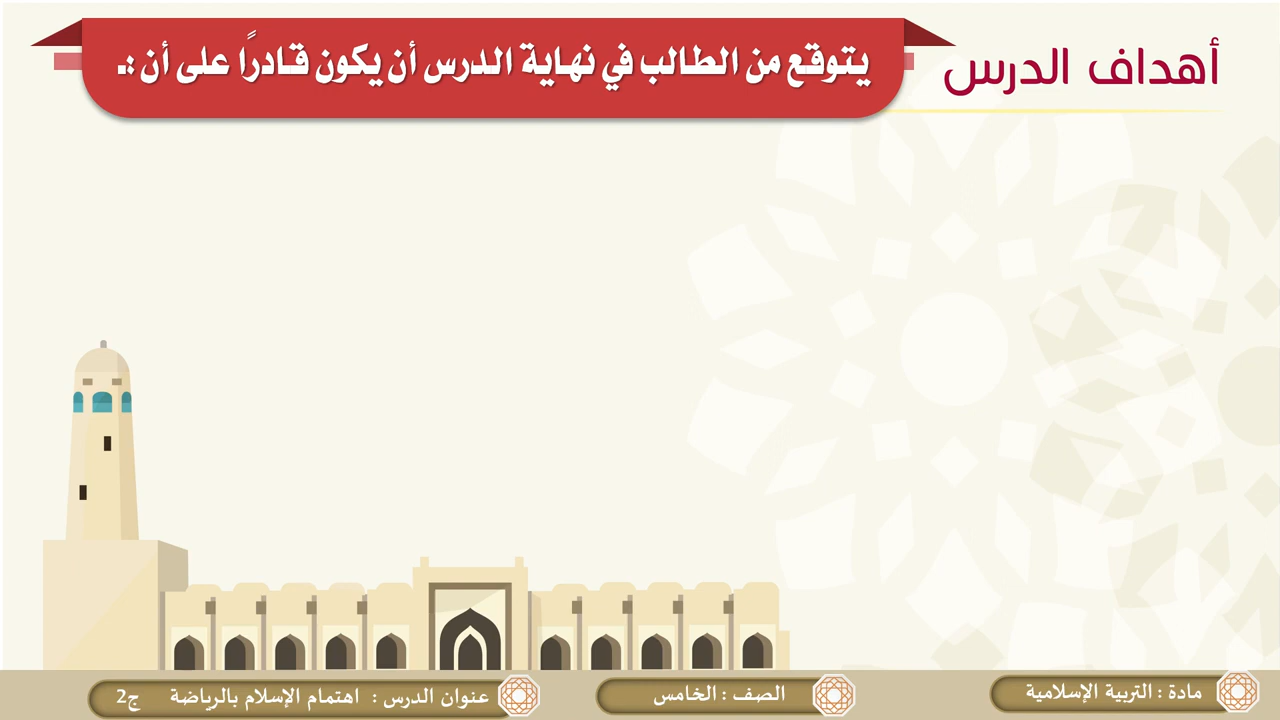 أهداف الدرس
يتوقع من الطالب في نهاية الدرس أن يكون قادرًا على أن :.
مادة : التربية الإسلامية
الصف : الخامس
عنوان الدرس : اهتمام الإسلام بالرياضة ج2